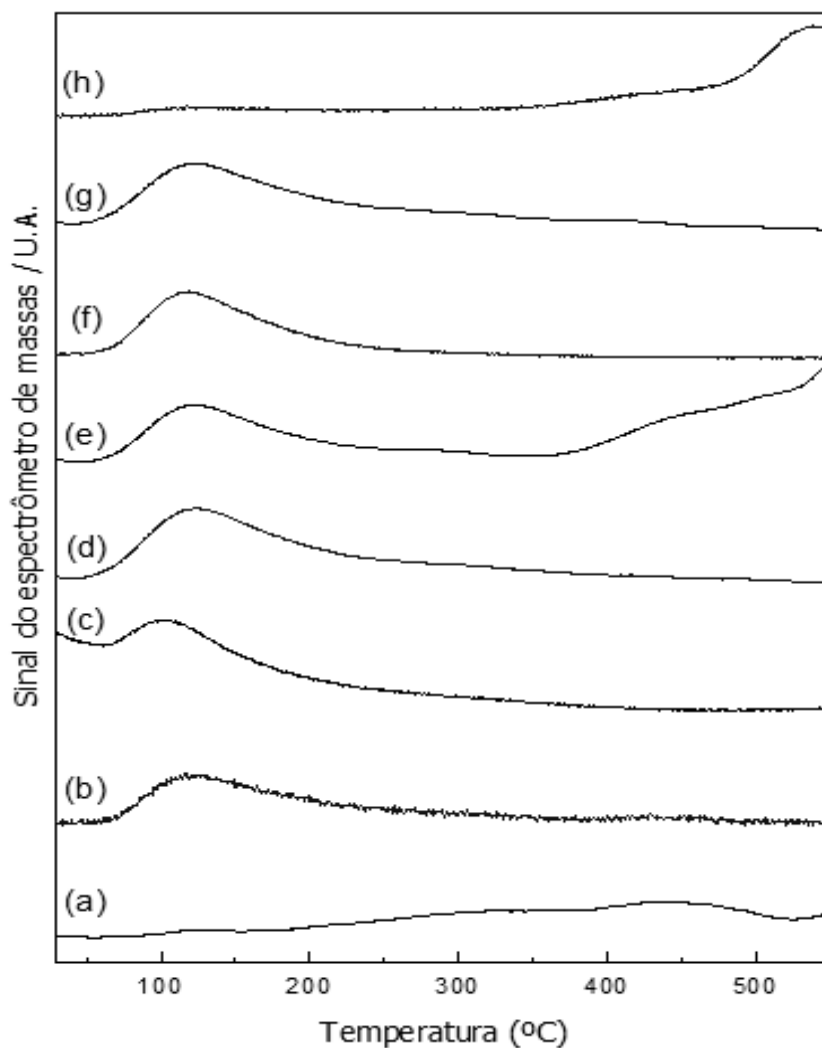 (h)
(g)
(f)
(e)
(d)
(c)
(b)
(a)
Sinal do espectrômetro de massas / U.A.
100 200 300 400 500
Temperatura (ºC)